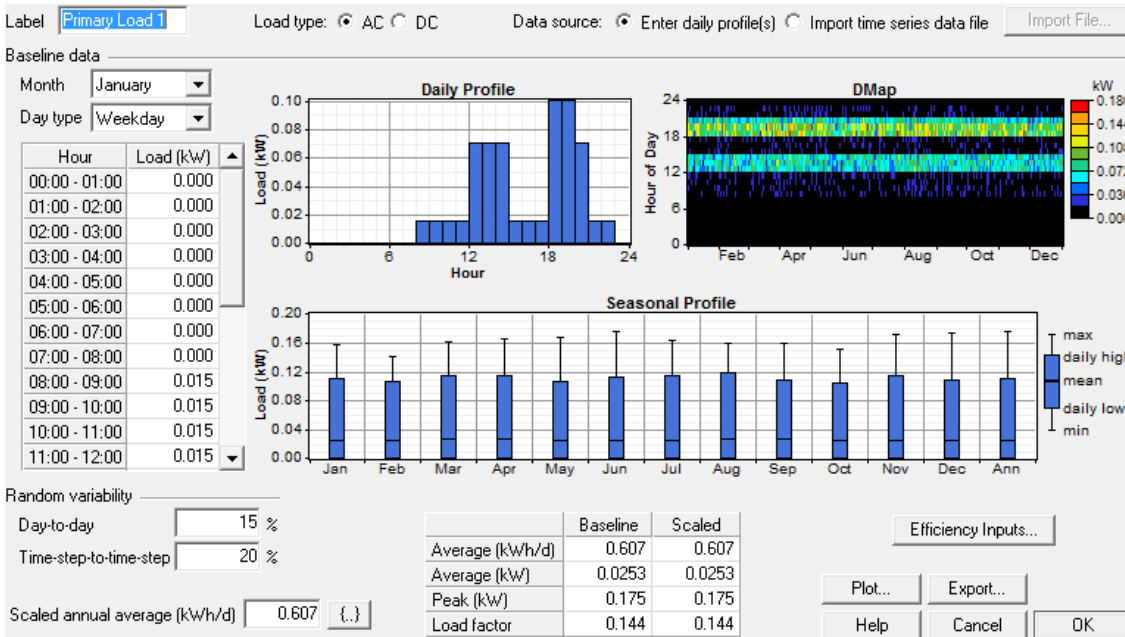 Label Primary Load 1 Load type: AC DC Data source: Enter daily profile(s) Import time series data file Import File...
Baseline data
Month January
Day type Weekday
Hour Load (kW)
00:00 - 01:00 0.000
01:00 - 02:00 0.000
02:00 - 03:00 0.000
03:00 - 04:00 0.000
04:00 - 05:00 0.000
05:00 - 06:00 0.000
06:00 - 07:00 0.000
07:00 - 08:00 0.000
08:00 - 09:00 0.015
09:00 - 10:00 0.015
10:00 - 11:00 0.015
11:00 - 12:00 0.015
Daily Profile
Load (kW)
0.10
0.08
0.06
0.04
0.02
0.00
0 6 12 18 24
Hour
DMap
Hour of Day
24
18
12
6
0
Feb Apr Jun Aug Oct Dec
kW
0.180
0.144
0.108
0.072
0.036
0.000
Seasonal Profile
Load (kW)
0.20
0.16
0.12
0.08
0.04
0.00
Jan Feb Mar Apr May Jun Jul Aug Sep Oct Nov Dec Ann
max
daily high
mean
daily low
min
Random variability
Day-to-day 15 %
Time-step-to-time-step 20 %
Scaled annual average (kWh/d) 0.607 {..}
Baseline Scaled
Average (kWh/d) 0.607 0.607
Average (kW) 0.0253 0.0253
Peak (kW) 0.175 0.175
Load factor 0.144 0.144
Efficiency Inputs...
Plot... Export...
Help Cancel OK